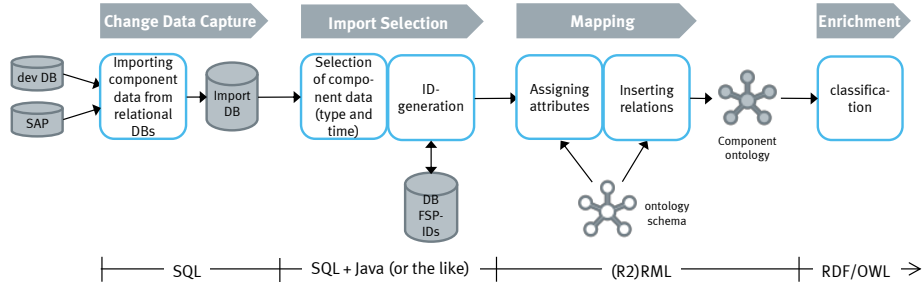 Change Data Capture
Import Selection
Mapping
Enrichment
dev DB
SAP
Importing
component
data from
relational
DBs
Import
DB
Selection
of compo-
nent data
(type and
time)
ID-
generation
Assigning
attributes
Inserting
relations
Component
ontology
classifica-
tion
DB
FSP-
IDs
ontology
schema
SQL
SQL + Java (or the like)
(R2)RML
RDF/OWL